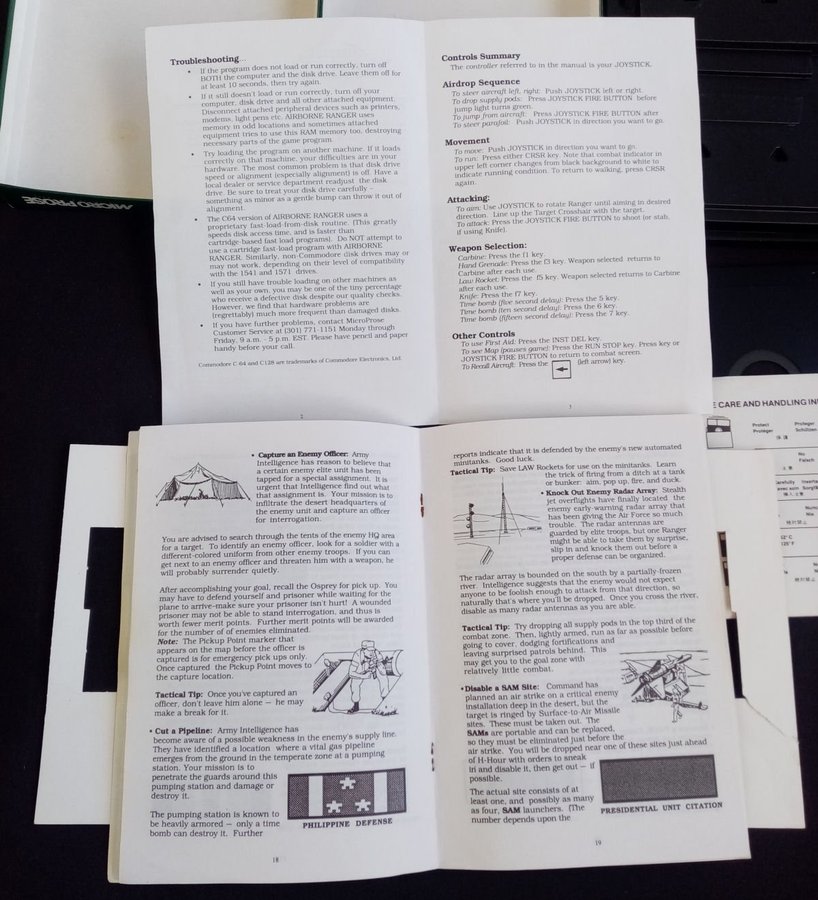 Troubleshooting...
• If the program does not load or run correctly, turn off
BOTH the computer and the disk drive. Leave them off for
at least 10 seconds, then try again.
• If it still doesn't load or run correctly, turn off your
computer, disk drive and all other attached equipment.
Disconnect attached peripheral devices such as printers,
modems, light pens etc. AIRBORNE RANGER uses
memory in odd locations and sometimes attached
equipment tries to use this RAM memory too, destroying
necessary parts of the game program.
• Try loading the program on another machine. If it loads
correctly on that machine, your difficulties are in your
hardware. The most common problem is that disk drive
speed or alignment (especially alignment) is off. Have a
local dealer or service department readjust the disk
drive. Be sure to treat your disk drive carefully –
something as minor as a gentle bump can throw it out of
alignment.
• The C64 version of AIRBORNE RANGER uses a
proprietary fast-load-from-disk routine. (This greatly
speeds disk access time, and is faster than
cartridge-based fast load programs). Do NOT attempt to
use a cartridge fast-load program with AIRBORNE
RANGER. Similarly, non-Commodore disk drives may or
may not work, depending on their level of compatibility
with the 1541 and 1571 drives.
• If you still have trouble loading on other machines as
well as your own, you may be one of the tiny percentage
who receive a defective disk despite our quality checks.
However, we find that hardware problems are
(regrettably) much more frequent than damaged disks.
• If you have further problems, contact MicroProse
Customer Service at (301) 771-1151 Monday through
Friday, 9 a.m. - 5 p.m. EST. Please have pencil and paper
handy before your call.
Commodore C 64 and C128 are trademarks of Commodore Electronics, Ltd.
2
Controls Summary
The controller referred to in the manual is your JOYSTICK.
Airdrop Sequence
To steer aircraft left, right: Push JOYSTICK left or right.
To drop supply pods: Press JOYSTICK FIRE BUTTON before
jump light turns green.
To jump from aircraft: Press JOYSTICK FIRE BUTTON after
To steer parafoil: Push JOYSTICK in direction you want to go.
Movement
To move: Push JOYSTICK in direction you want to go.
To run: Press either CRSR key. Note that combat indicator in
upper left corner changes from black background to white to
indicate running condition. To return to walking, press CRSR
again.
Attacking:
To aim: Use JOYSTICK to rotate Ranger until aiming in desired
direction. Line up the Target Crosshair with the target.
To attack: Press the JOYSTICK FIRE BUTTON to shoot (or stab,
if using Knife).
Weapon Selection:
Carbine: Press the f1 key.
Hand Grenade: Press the f3 key. Weapon selected returns to
Carbine after each use.
Law Rocket: Press the f5 key. Weapon selected returns to Carbine
after each use.
Knife: Press the f7 key.
Time bomb (five second delay): Press the 5 key.
Time bomb (ten second delay): Press the 6 key.
Time bomb (fifteen second delay): Press the 7 key.
Other Controls
To use First Aid: Press the INST DEL key.
To see Map (pauses game): Press the RUN STOP key. Press key or
JOYSTICK FIRE BUTTON to return to combat screen.
To Recall Aircraft: Press the ← (left arrow) key.
3
MICRO PROSE
CARE AND HANDLING
Protect
Protéger
• Capture an Enemy Officer: Army
Intelligence has reason to believe that
a certain enemy elite unit has been
tapped for a special assignment. It is
urgent that Intelligence find out what
that assignment is. Your mission is to
infiltrate the desert headquarters of
the enemy unit and capture an officer
for interrogation.
You are advised to search through the tents of the enemy HQ area
for a target. To identify an enemy officer, look for a soldier with a
different-colored uniform from other enemy troops. If you can
get next to an enemy officer and threaten him with a weapon, he
will probably surrender quietly.
After accomplishing your goal, recall the Osprey for pick up. You
may have to defend yourself and prisoner while waiting for the
plane to arrive–make sure your prisoner isn't hurt! A wounded
prisoner may not be able to stand interrogation, and thus is
worth fewer merit points. Further merit points will be awarded
for the number of of enemies eliminated.
Note: The Pickup Point marker that
appears on the map before the officer is
captured is for emergency pick ups only.
Once captured the Pickup Point moves to
the capture location.
Tactical Tip: Once you've captured an
officer, don't leave him alone – he may
make a break for it.
• Cut a Pipeline: Army Intelligence has
become aware of a possible weakness in the enemy's supply line.
They have identified a location where a vital gas pipeline
emerges from the ground in the temperate zone at a pumping
station. Your mission is to
penetrate the guards around this
pumping station and damage or
destroy it.
The pumping station is known to
be heavily armored – only a time
bomb can destroy it. Further
PHILIPPINE DEFENSE
18
reports indicate that it is defended by the enemy's new automated
minitanks. Good luck.
Tactical Tip: Save LAW Rockets for use on the minitanks. Learn
the trick of firing from a ditch at a tank
or bunker: aim, pop up, fire, and duck.
• Knock Out Enemy Radar Array: Stealth
jet overflights have finally located the
enemy early-warning radar array that
has been giving the Air Force so much
trouble. The radar antennas are
guarded by elite troops, but one Ranger
might be able to take them by surprise,
slip in and knock them out before a
proper defense can be organized.
The radar array is bounded on the south by a partially-frozen
river. Intelligence suggests that the enemy would not expect
anyone to be foolish enough to attack from that direction, so
naturally that's where you'll be dropped. Once you cross the river,
disable as many radar antennas as you are able.
Tactical Tip: Try dropping all supply pods in the top third of the
combat zone. Then, lightly armed, run as far as possible before
going to cover, dodging fortifications and
leaving surprised patrols behind. This
may get you to the goal zone with
relatively little combat.
• Disable a SAM Site: Command has
planned an air strike on a critical enemy
installation deep in the desert, but the
target is ringed by Surface-to-Air Missile
sites. These must be taken out. The
SAMs are portable and can be replaced,
so they must be eliminated just before the
air strike. You will be dropped near one of these sites just ahead
of H-Hour with orders to sneak
in and disable it, then get out – if
possible.
The actual site consists of at
least one, and possibly as many
as four, SAM launchers. (The
number depends upon the
PRESIDENTIAL UNIT CITATION
19